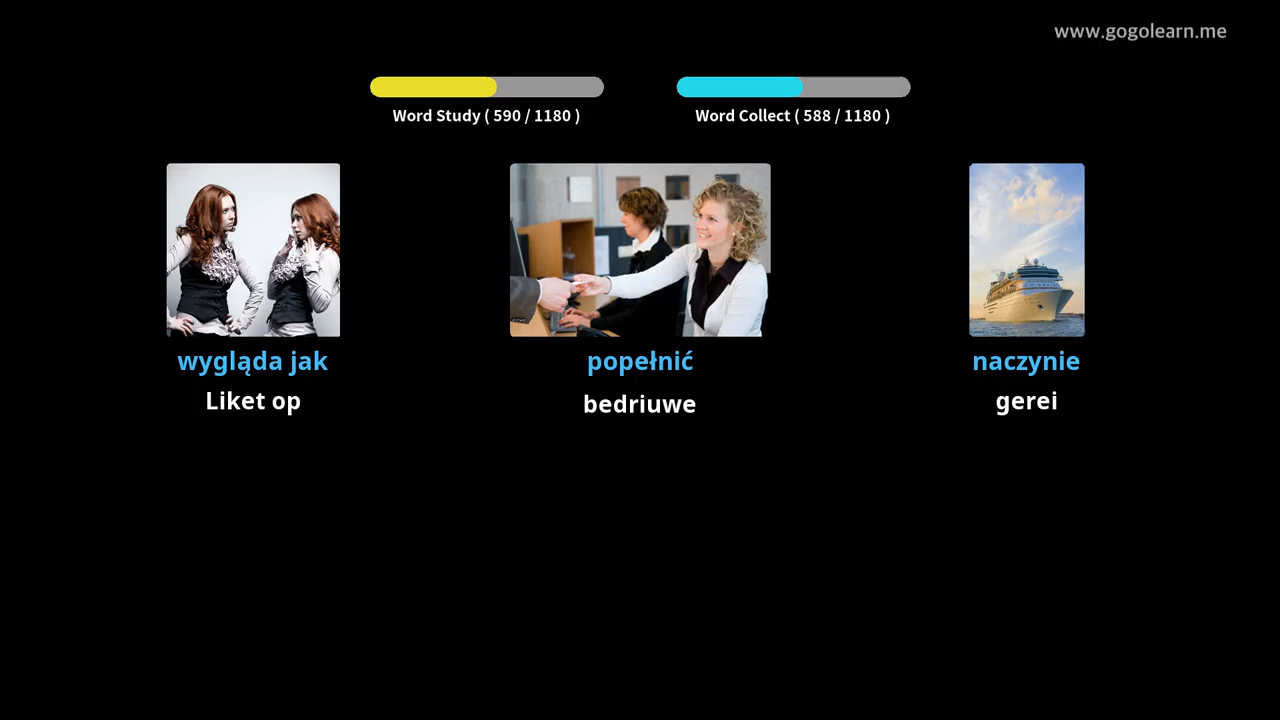 www.gogolearn.me
Word Study ( 590 / 1180 )
Word Collect ( 588 / 1180 )
wygląda jak
popełnić
naczynie
Liket op
bedriuwe
gerei